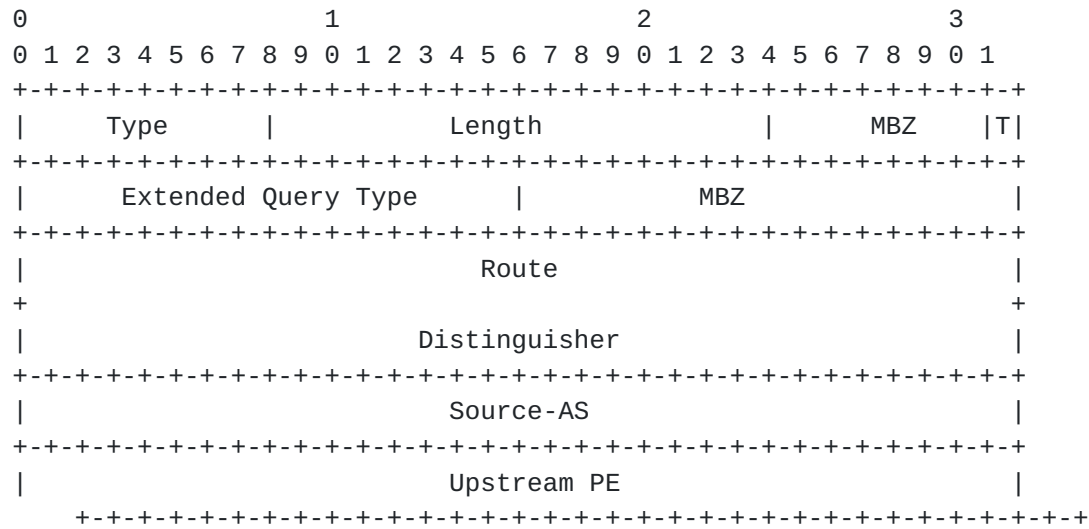 0                   1                   2                   3
0 1 2 3 4 5 6 7 8 9 0 1 2 3 4 5 6 7 8 9 0 1 2 3 4 5 6 7 8 9 0 1
+-+-+-+-+-+-+-+-+-+-+-+-+-+-+-+-+-+-+-+-+-+-+-+-+-+-+-+-+-+-+-+-+
|     Type      |           Length              |      MBZ    |T|
+-+-+-+-+-+-+-+-+-+-+-+-+-+-+-+-+-+-+-+-+-+-+-+-+-+-+-+-+-+-+-+-+
|      Extended Query Type      |           MBZ                 |
+-+-+-+-+-+-+-+-+-+-+-+-+-+-+-+-+-+-+-+-+-+-+-+-+-+-+-+-+-+-+-+-+
|                             Route                             |
+                                                               +
|                         Distinguisher                         |
+-+-+-+-+-+-+-+-+-+-+-+-+-+-+-+-+-+-+-+-+-+-+-+-+-+-+-+-+-+-+-+-+
|                           Source-AS                           |
+-+-+-+-+-+-+-+-+-+-+-+-+-+-+-+-+-+-+-+-+-+-+-+-+-+-+-+-+-+-+-+-+
|                           Upstream PE                         |
    +-+-+-+-+-+-+-+-+-+-+-+-+-+-+-+-+-+-+-+-+-+-+-+-+-+-+-+-+-+-+-+-+